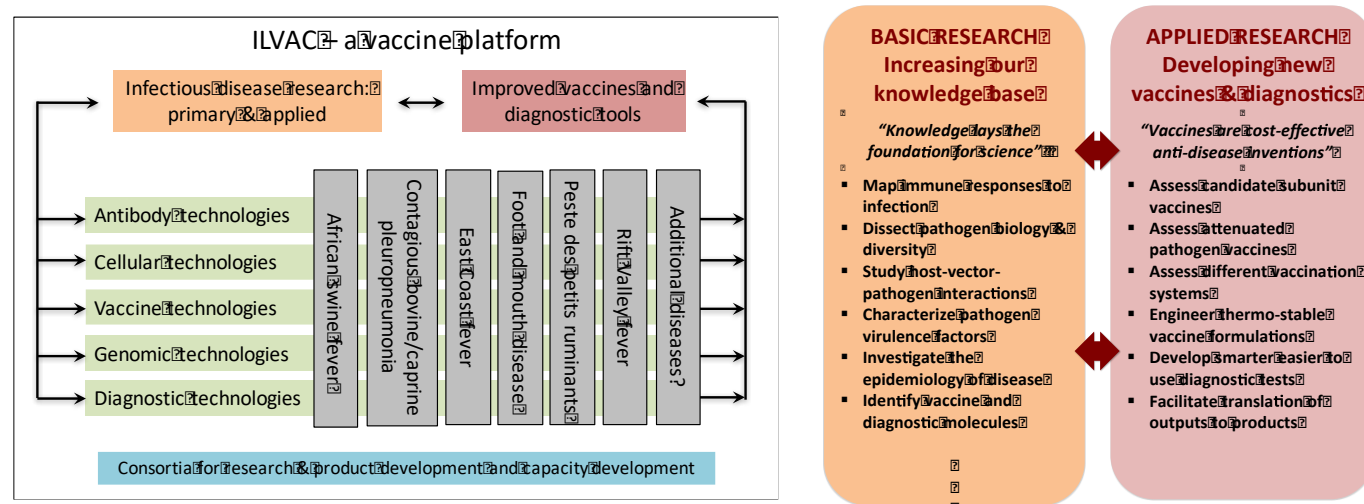 ILVAC – a vaccine platform
Infectious disease research:
primary & applied
Improved vaccines and
diagnostic tools
Antibody technologies
Cellular technologies
Vaccine technologies
Genomic technologies
Diagnostic technologies
African swine fever
Contagious bovine/caprine
pleuropneumonia
East Coast fever
Foot and mouth disease
Peste des petits ruminants
Rift Valley fever
Additional diseases?
Consortia for research & product development and capacity development
BASIC RESEARCH
Increasing our
knowledge base
“Knowledge lays the
foundation for science”
▪ Map immune responses to
infection
▪ Dissect pathogen biology &
diversity
▪ Study host-vector-
pathogen interactions
▪ Characterize pathogen
virulence factors
▪ Investigate the
epidemiology of disease
▪ Identify vaccine and
diagnostic molecules
APPLIED RESEARCH
Developing new
vaccines & diagnostics
“Vaccines are cost-effective
anti-disease inventions”
▪ Assess candidate subunit
vaccines
▪ Assess attenuated
pathogen vaccines
▪ Assess different vaccination
systems
▪ Engineer thermo-stable
vaccine formulations
▪ Develop smarter easier to
use diagnostic tests
▪ Facilitate translation of
outputs to products